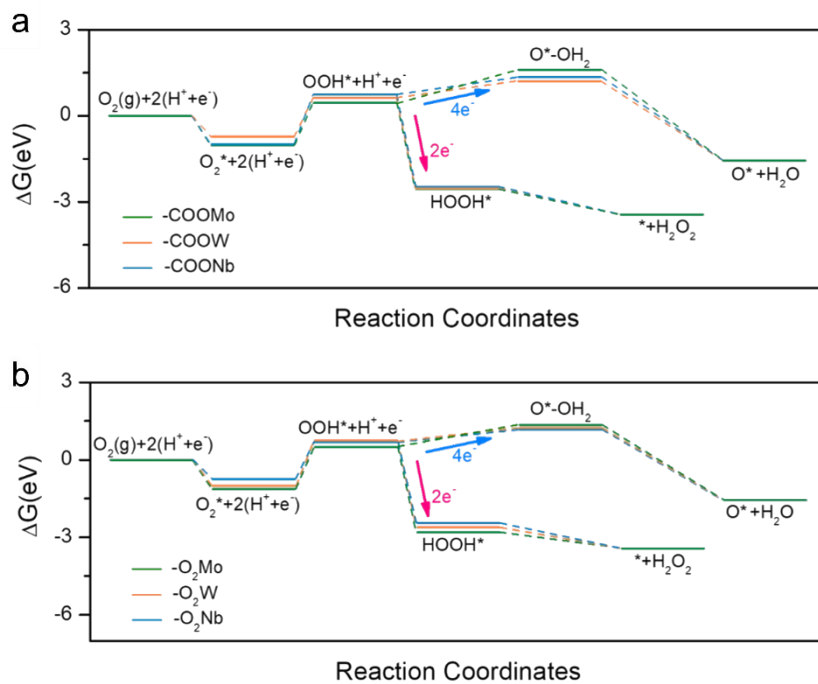 a
3
0
-3
-6
ΔG(eV)
O₂(g)+2(H⁺+e⁻)
O₂*+2(H⁺+e⁻)
OOH*+H⁺+e⁻
O*-OH₂
4e⁻
2e⁻
HOOH*
*+H₂O₂
O*+H₂O
-COOMo
-COOW
-COONb
Reaction Coordinates
b
3
0
-3
-6
ΔG(eV)
O₂(g)+2(H⁺+e⁻)
O₂*+2(H⁺+e⁻)
OOH*+H⁺+e⁻
O*-OH₂
4e⁻
2e⁻
HOOH*
*+H₂O₂
O*+H₂O
-O₂Mo
-O₂W
-O₂Nb
Reaction Coordinates